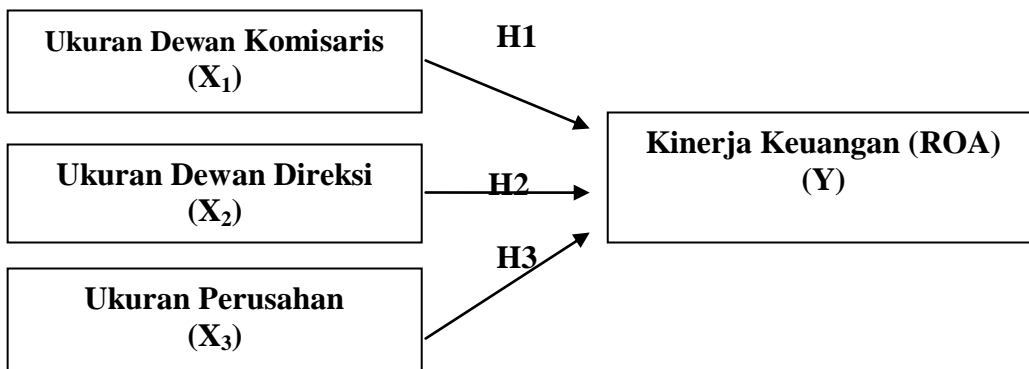 Ukuran Dewan Komisaris
(X₁)
H1
Kinerja Keuangan (ROA)
(Y)
Ukuran Dewan Direksi
(X₂)
H2
H3
Ukuran Perusahan
(X₃)